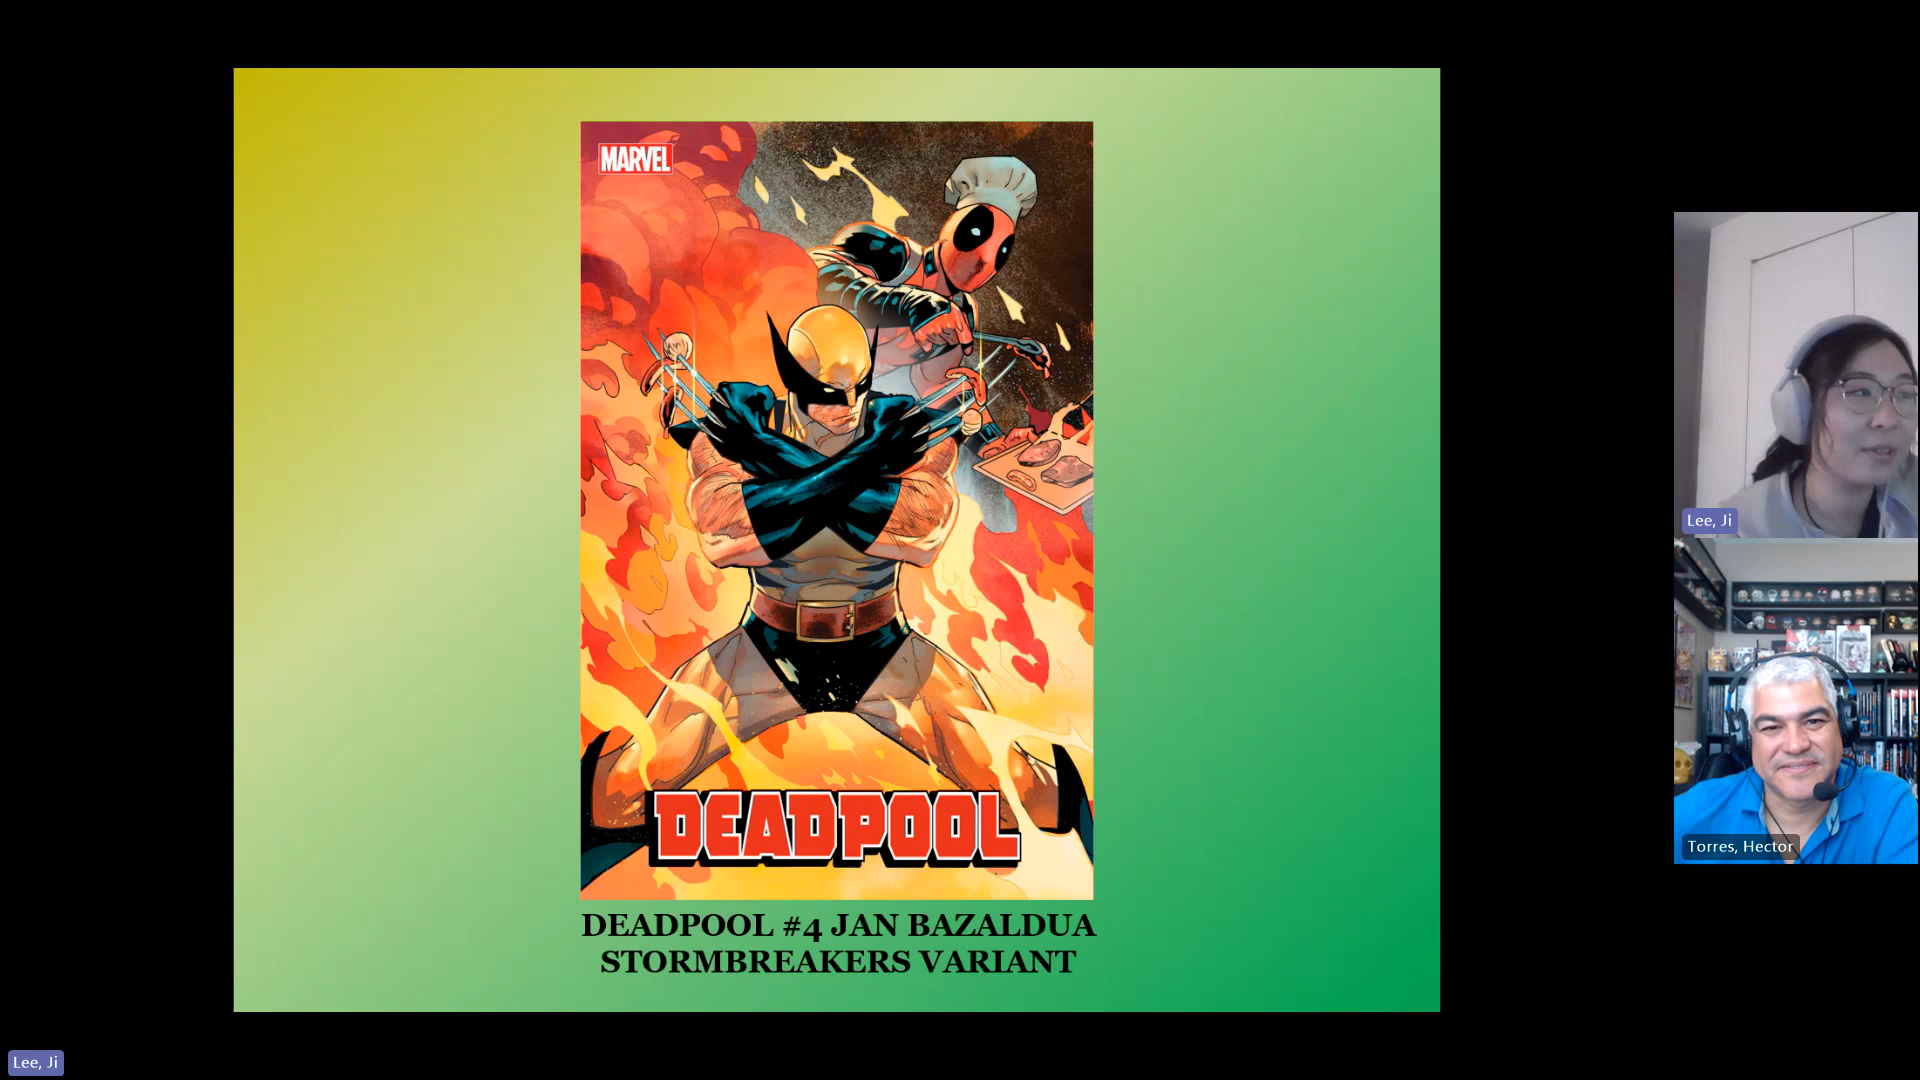 MARVEL
DEADPOOL
DEADPOOL #4 JAN BAZALDUA
STORMBREAKERS VARIANT
Lee, Ji
Torres, Hector
Lee, Ji